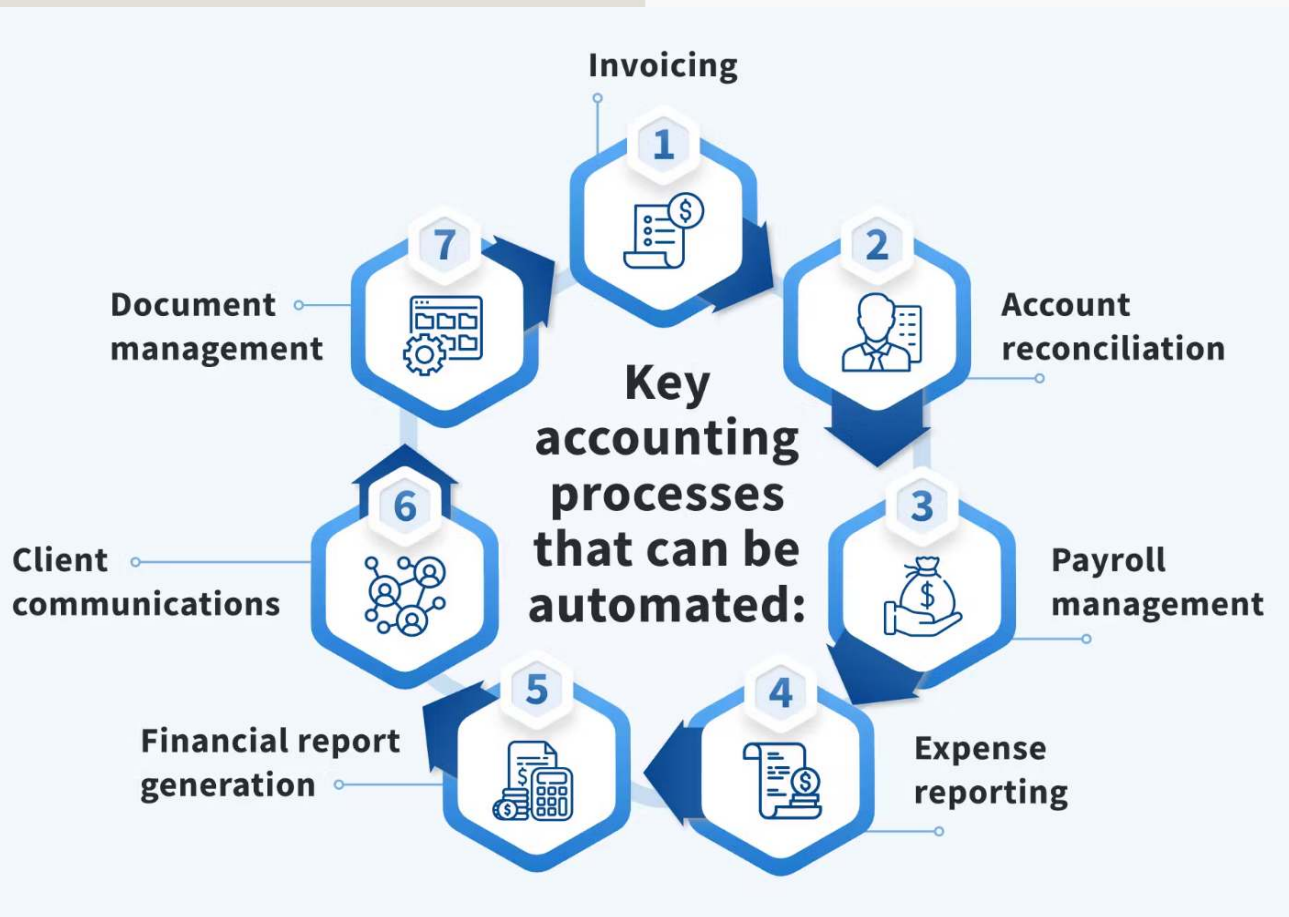 Key
accounting
processes
that can be
automated:
1
Invoicing
2
Account
reconciliation
3
Payroll
management
4
Expense
reporting
5
Financial report
generation
6
Client
communications
7
Document
management
$
$
$
$
$